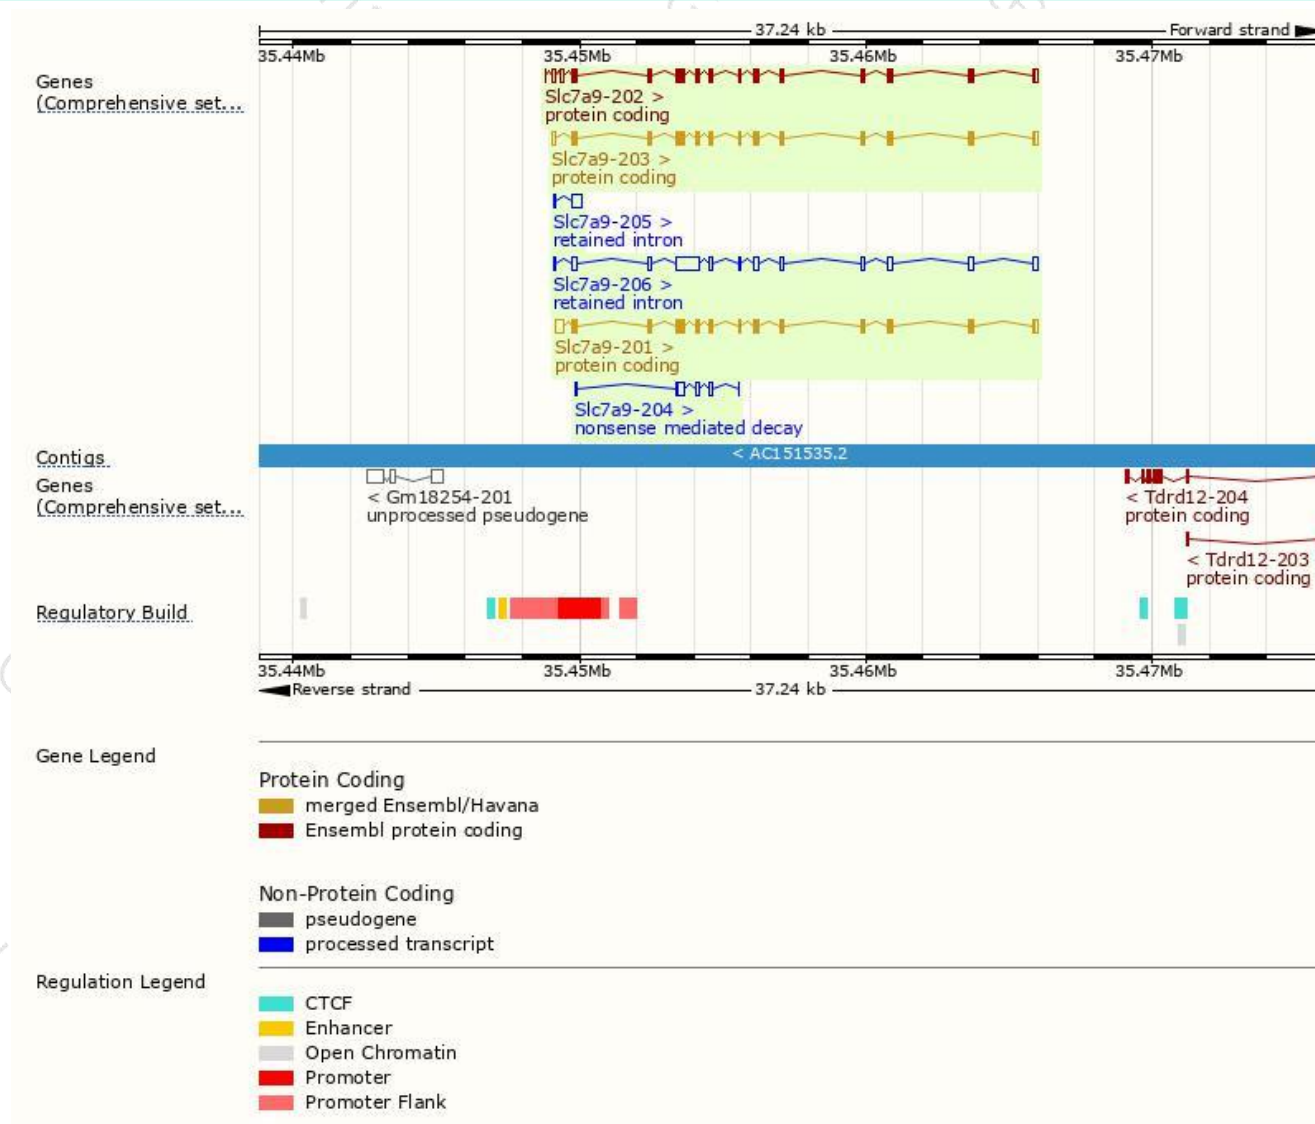 37.24 kb
Forward strand
35.44Mb 35.45Mb 35.46Mb 35.47Mb
Genes
(Comprehensive set...
Slc7a9-202 >
protein coding
Slc7a9-203 >
protein coding
Slc7a9-205 >
retained intron
Slc7a9-206 >
retained intron
Slc7a9-201 >
protein coding
Slc7a9-204 >
nonsense mediated decay
Contigs
< AC151535.2
Genes
(Comprehensive set...
< Gm18254-201
unprocessed pseudogene
< Tdrd12-204
protein coding
< Tdrd12-203
protein coding
Regulatory Build
35.44Mb 35.45Mb 35.46Mb 35.47Mb
Reverse strand
37.24 kb
Gene Legend
Protein Coding
merged Ensembl/Havana
Ensembl protein coding
Non-Protein Coding
pseudogene
processed transcript
Regulation Legend
CTCF
Enhancer
Open Chromatin
Promoter
Promoter Flank